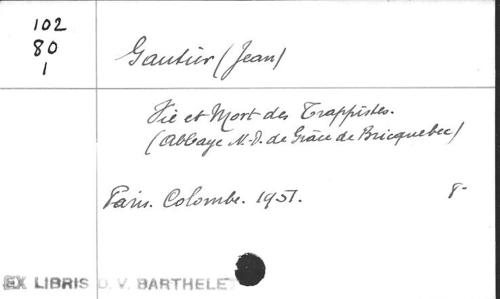 102
80
1
Gautier (Jean)
Vie et Mort des Trappistes.
(Abbaye N.-D. de Grâce de Bricquebec)
Paris. Colombe. 1951. 8-
EX LIBRIS D. V. BARTHELET